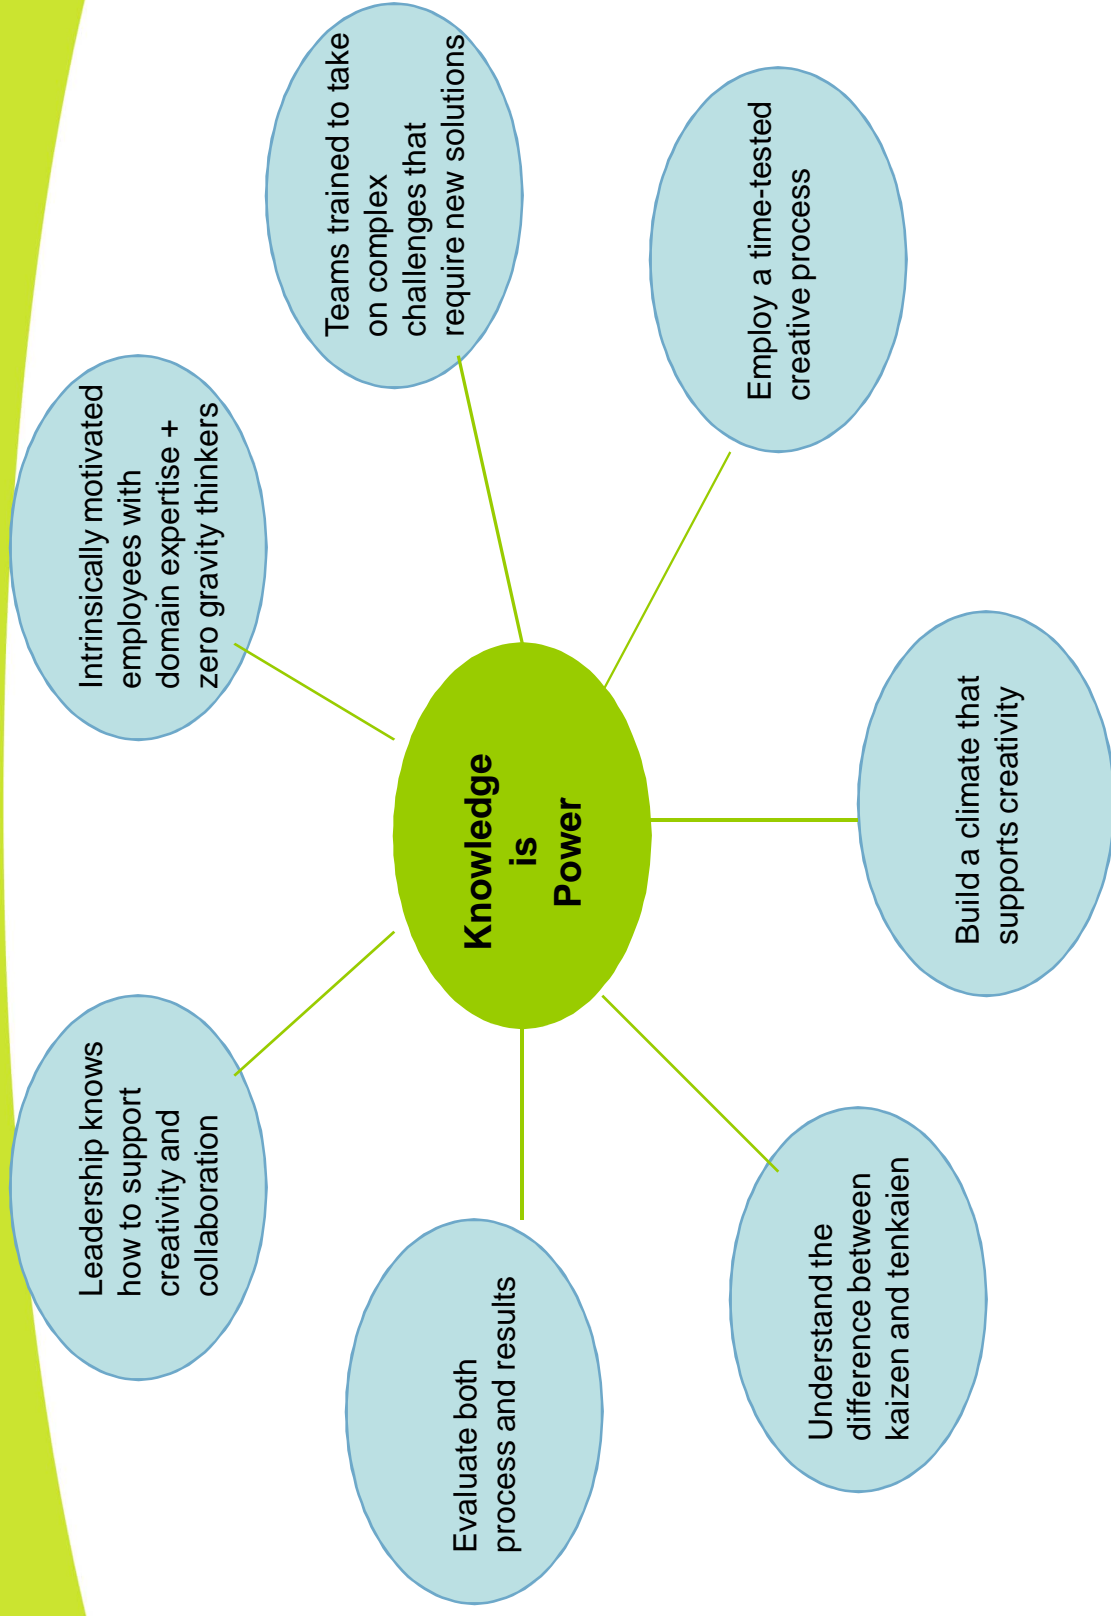 Leadership knows
how to support
creativity and
collaboration
Intrinsically motivated
employees with
domain expertise +
zero gravity thinkers
Teams trained to take
on complex
challenges that
require new solutions
Employ a time-tested
creative process
Build a climate that
supports creativity
Understand the
difference between
kaizen and tenkaien
Evaluate both
process and results
Knowledge
is
Power